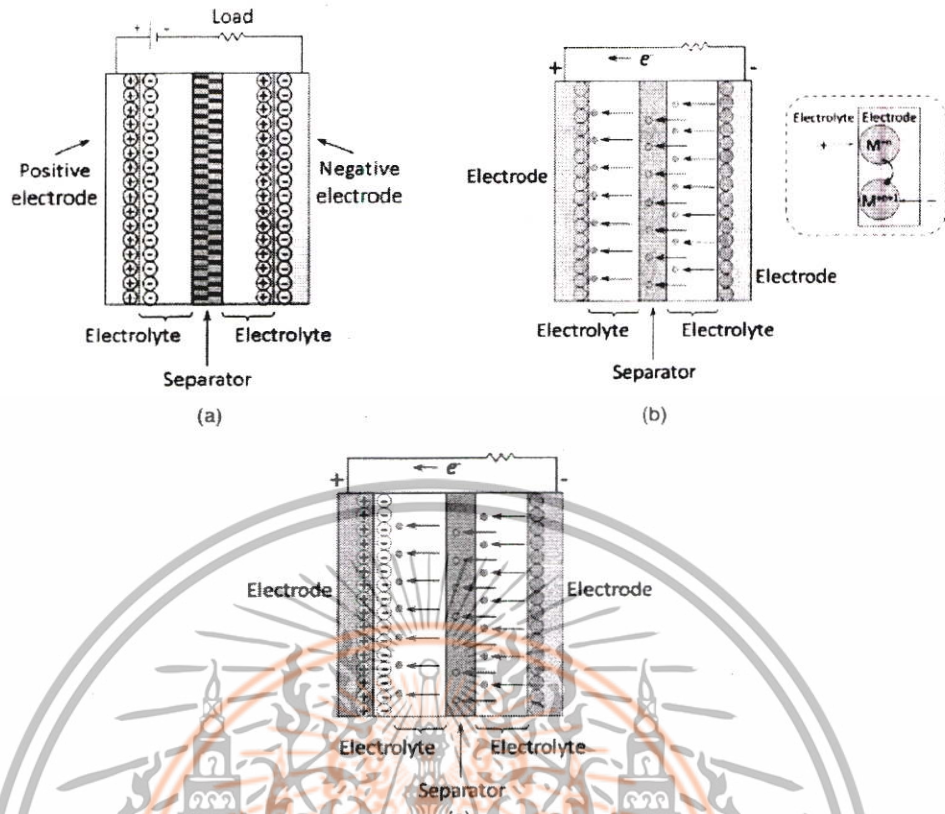 Load
+ -
Positive
electrode
Negative
electrode
Electrolyte Electrolyte
Separator
(a)
← e⁻
+ -
Electrode
Electrode
Electrolyte Electrolyte
Separator
(b)
Electrolyte Electrode
+
← e⁻
+ -
Electrode Electrode
Electrolyte Electrolyte
Separator